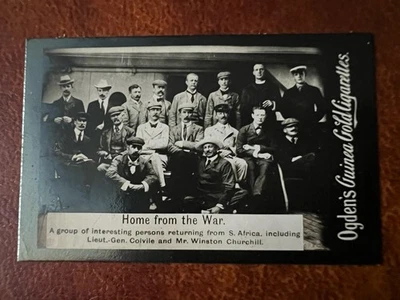 Home from the War.
A group of interesting persons returning from S. Africa, including
Lieut.-Gen. Colvile and Mr. Winston Churchill.
Ogden's Guinea Gold Cigarettes.